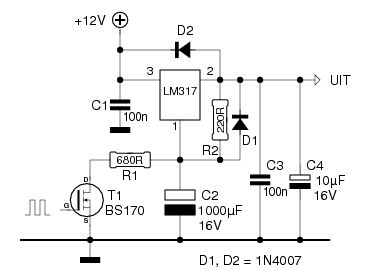 +12V
D2
3
2
LM317
UIT
C1
100n
1
220R
D1
R2
680R
R1
C3
100n
C4
10µF
16V
D
T1
G
BS170
S
C2
1000µF
16V
D1, D2 = 1N4007